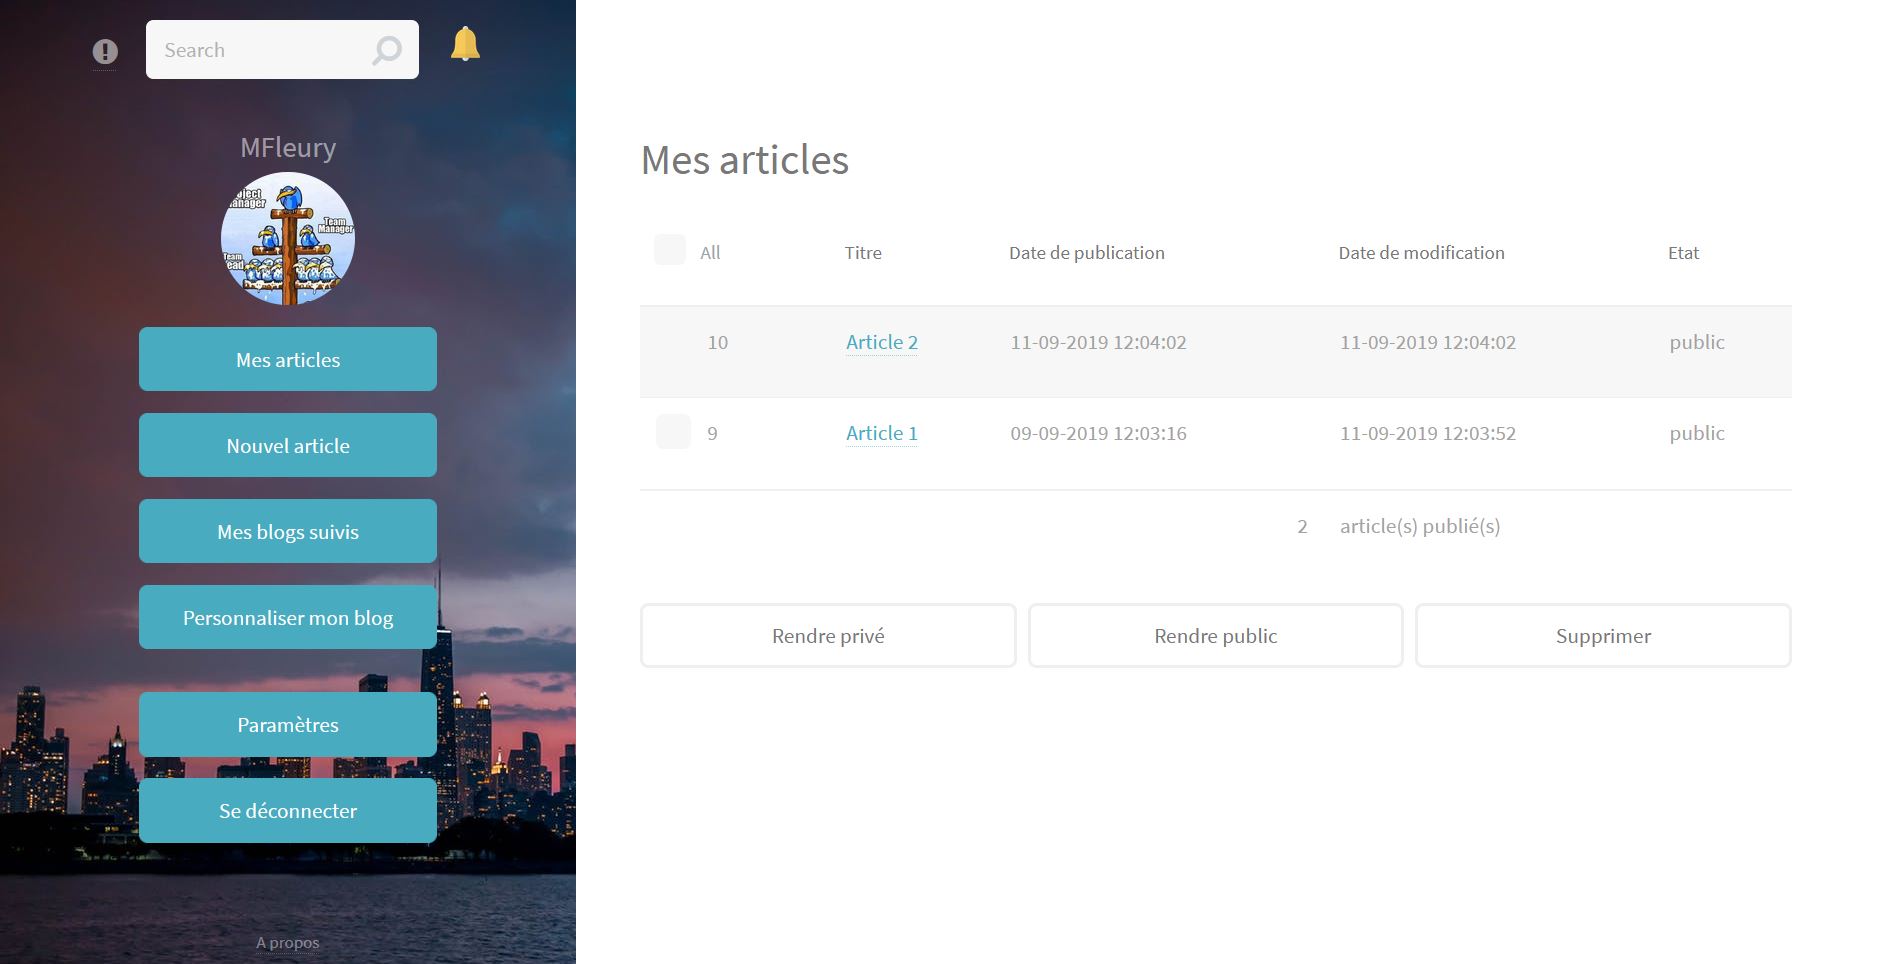 Search
MFleury
Project
Manager
Team
Manager
Team
Mes articles
Nouvel article
Mes blogs suivis
Personnaliser mon blog
Paramètres
Se déconnecter
A propos
Mes articles
All Titre Date de publication Date de modification Etat
10 Article 2 11-09-2019 12:04:02 11-09-2019 12:04:02 public
9 Article 1 09-09-2019 12:03:16 11-09-2019 12:03:52 public
2 article(s) publié(s)
Rendre privé Rendre public Supprimer